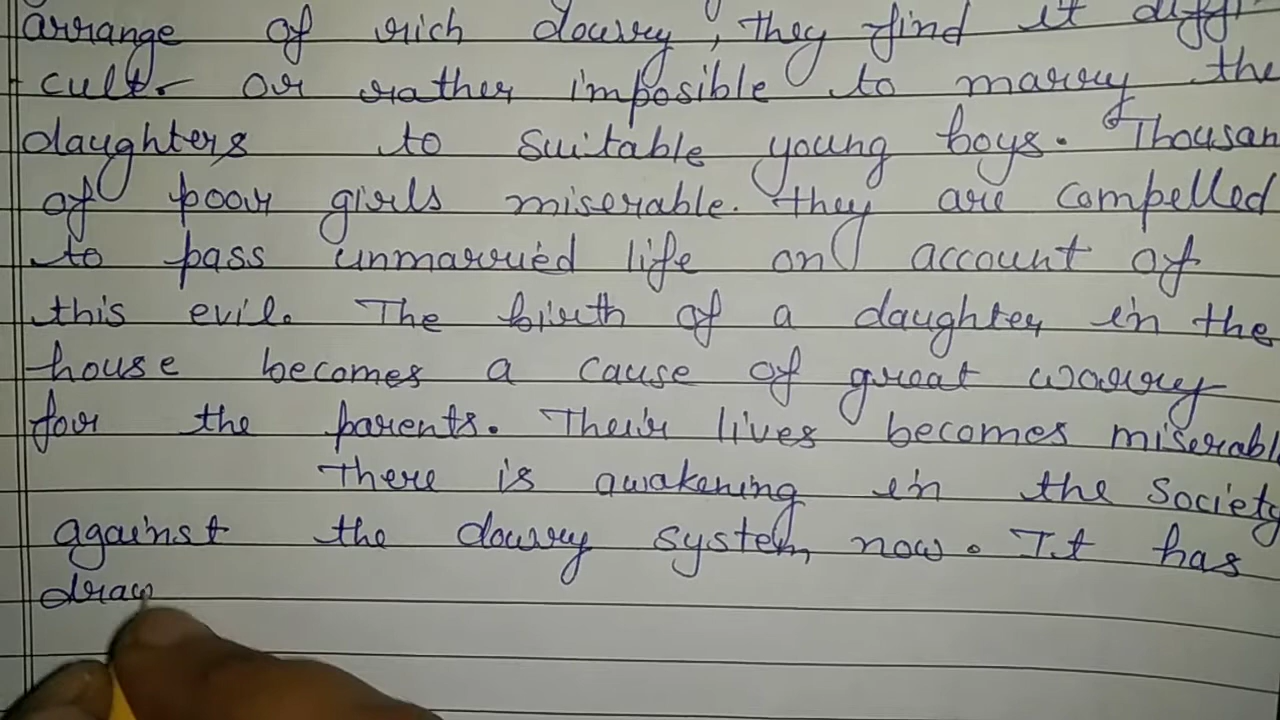 arrange of rich dowry, they find it diffi
-cult or rather imposible to marry the
daughters to suitable young boys. Thousan
of poor girls miserable. they are compelled
to pass unmarried life on account of
this evil. The birth of a daughter in the
house becomes a cause of great worry
for the parents. Their lives becomes miserabl
There is awakening in the society
against the dowry system now. It has
draw